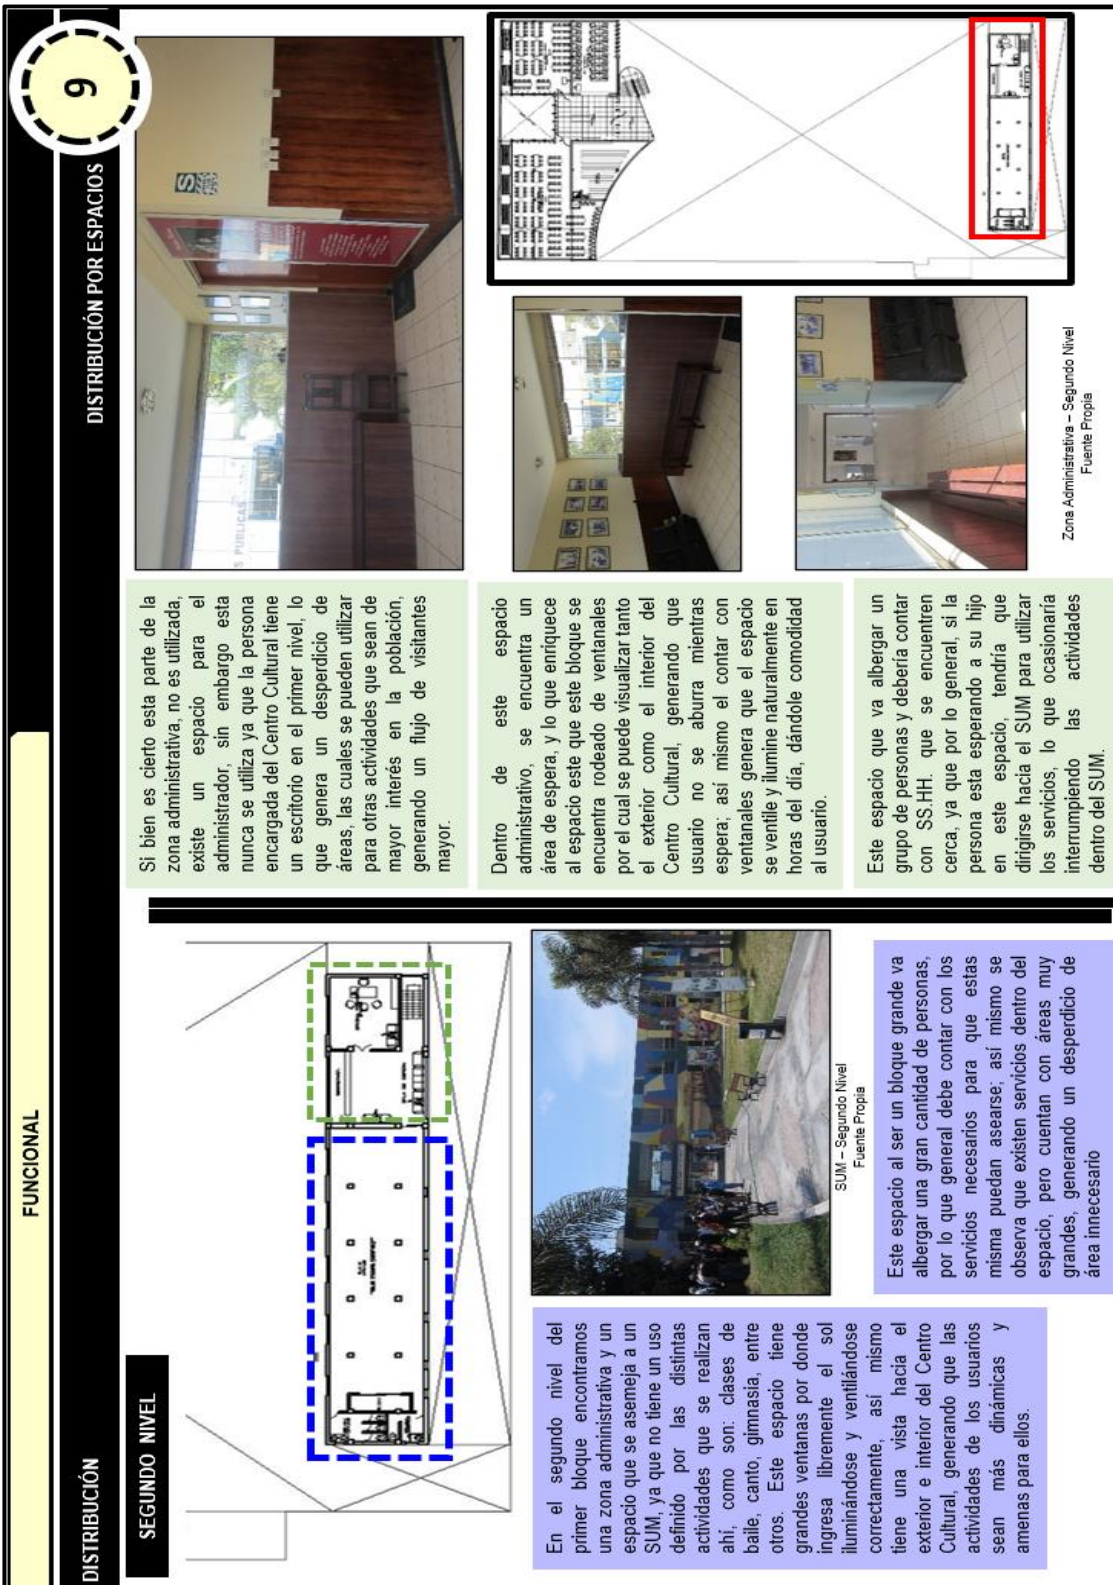 FUNCIONAL
DISTRIBUCIÓN
DISTRIBUCIÓN POR ESPACIOS
9
SEGUNDO NIVEL
En el segundo nivel del
primer bloque encontramos
una zona administrativa y un
espacio que se asemeja a un
SUM, ya que no tiene un uso
definido por las distintas
actividades que se realizan
ahí, como son: clases de
baile, canto, gimnasia, entre
otros. Este espacio tiene
grandes ventanas por donde
ingresa libremente el sol
iluminándose y ventilándose
correctamente, así mismo
tiene una vista hacia el
exterior e interior del Centro
Cultural, generando que las
actividades de los usuarios
sean más dinámicas y
amenas para ellos.
SUM – Segundo Nivel
Fuente Propia
Este espacio al ser un bloque grande va
albergar una gran cantidad de personas,
por lo que general debe contar con los
servicios necesarios para que estas
misma puedan asearse; así mismo se
observa que existen servicios dentro del
espacio, pero cuentan con áreas muy
grandes, generando un desperdicio de
área innecesario
Si bien es cierto esta parte de la
zona administrativa, no es utilizada,
existe un espacio para el
administrador, sin embargo esta
nunca se utiliza ya que la persona
encargada del Centro Cultural tiene
un escritorio en el primer nivel, lo
que genera un desperdicio de
áreas, las cuales se pueden utilizar
para otras actividades que sean de
mayor interés en la población,
generando un flujo de visitantes
mayor.
Dentro de este espacio
administrativo, se encuentra un
área de espera, y lo que enriquece
al espacio este que este bloque se
encuentra rodeado de ventanales
por el cual se puede visualizar tanto
el exterior como el interior del
Centro Cultural, generando que
usuario no se aburra mientras
espera; así mismo el contar con
ventanales genera que el espacio
se ventile y ilumine naturalmente en
horas del día, dándole comodidad
al usuario.
Este espacio que va albergar un
grupo de personas y debería contar
con SS.HH. que se encuentren
cerca, ya que por lo general, si la
persona esta esperando a su hijo
en este espacio, tendría que
dirigirse hacia el SUM para utilizar
los servicios, lo que ocasionaría
interrumpiendo las actividades
dentro del SUM.
S PÚBLICAS
S
Zona Administrativa – Segundo Nivel
Fuente Propia